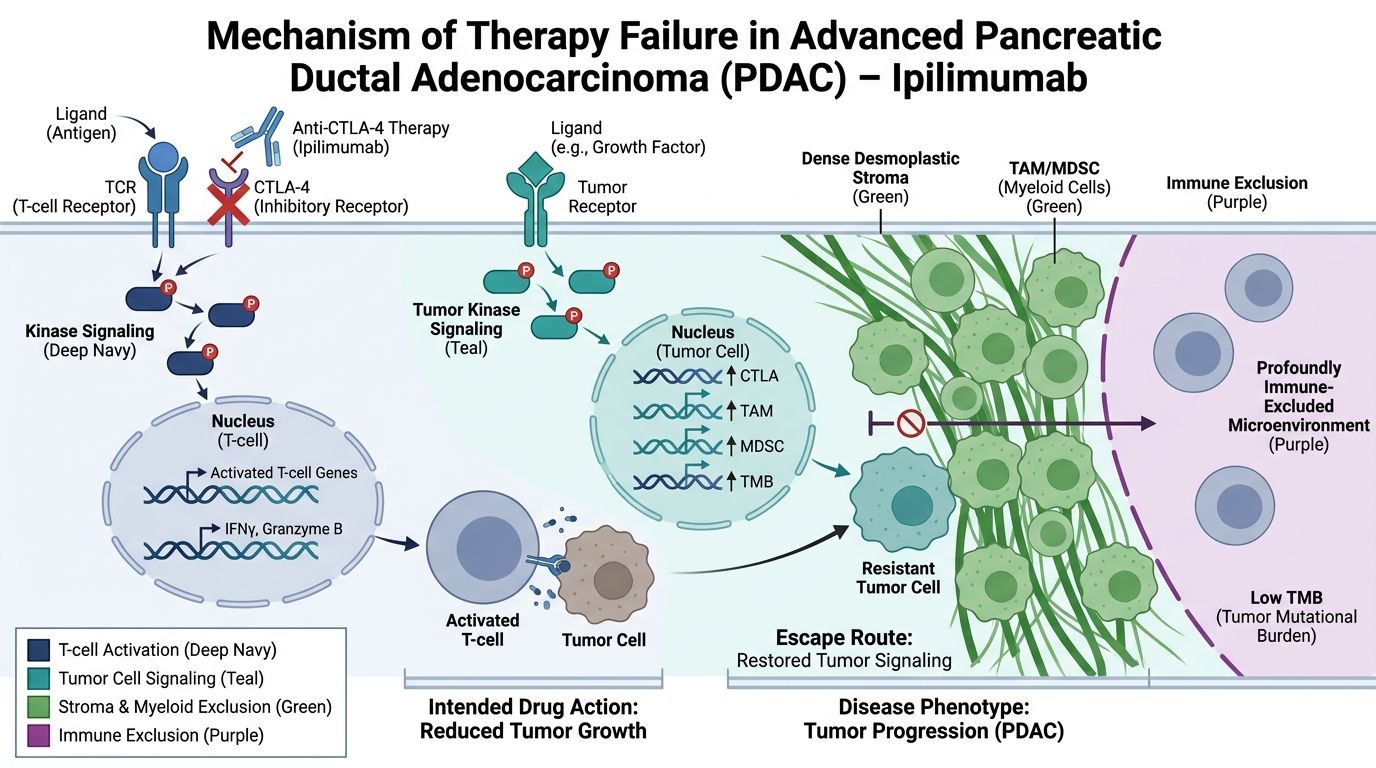 Mechanism of Therapy Failure in Advanced Pancreatic
Ductal Adenocarcinoma (PDAC) – Ipilimumab
Ligand
(Antigen)
Anti-CTLA-4 Therapy
(Ipilimumab)
TCR
(T-cell Receptor)
CTLA-4
(Inhibitory Receptor)
Ligand
(e.g., Growth Factor)
Tumor
Receptor
Dense Desmoplastic
Stroma
(Green)
TAM/MDSC
(Myeloid Cells)
(Green)
Immune Exclusion
(Purple)
P
P
P
Kinase Signaling
(Deep Navy)
P
P
P
Tumor Kinase
Signaling
(Teal)
Nucleus
(Tumor Cell)
CTLA
TAM
MDSC
TMB
Nucleus
(T-cell)
Activated T-cell Genes
IFNγ, Granzyme B
Activated
T-cell
Tumor Cell
Resistant
Tumor Cell
Profoundly
Immune-
Excluded
Microenvironment
(Purple)
Low TMB
(Tumor Mutational
Burden)
Escape Route:
Restored Tumor Signaling
T-cell Activation (Deep Navy)
Tumor Cell Signaling (Teal)
Stroma & Myeloid Exclusion (Green)
Immune Exclusion (Purple)
Intended Drug Action:
Reduced Tumor Growth
Disease Phenotype:
Tumor Progression (PDAC)